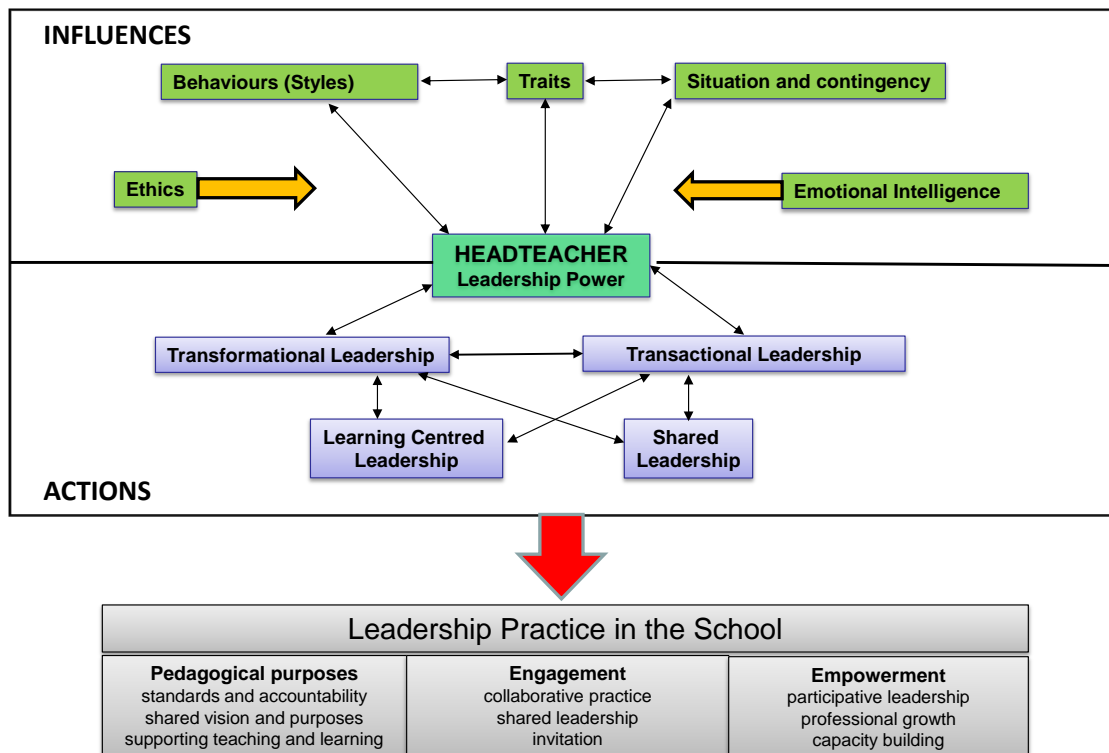 INFLUENCES
Behaviours (Styles)
Traits
Situation and contingency
Ethics
Emotional Intelligence
HEADTEACHER
Leadership Power
Transformational Leadership
Transactional Leadership
Learning Centred
Leadership
Shared
Leadership
ACTIONS
Leadership Practice in the School
Pedagogical purposes
standards and accountability
shared vision and purposes
supporting teaching and learning
Engagement
collaborative practice
shared leadership
invitation
Empowerment
participative leadership
professional growth
capacity building